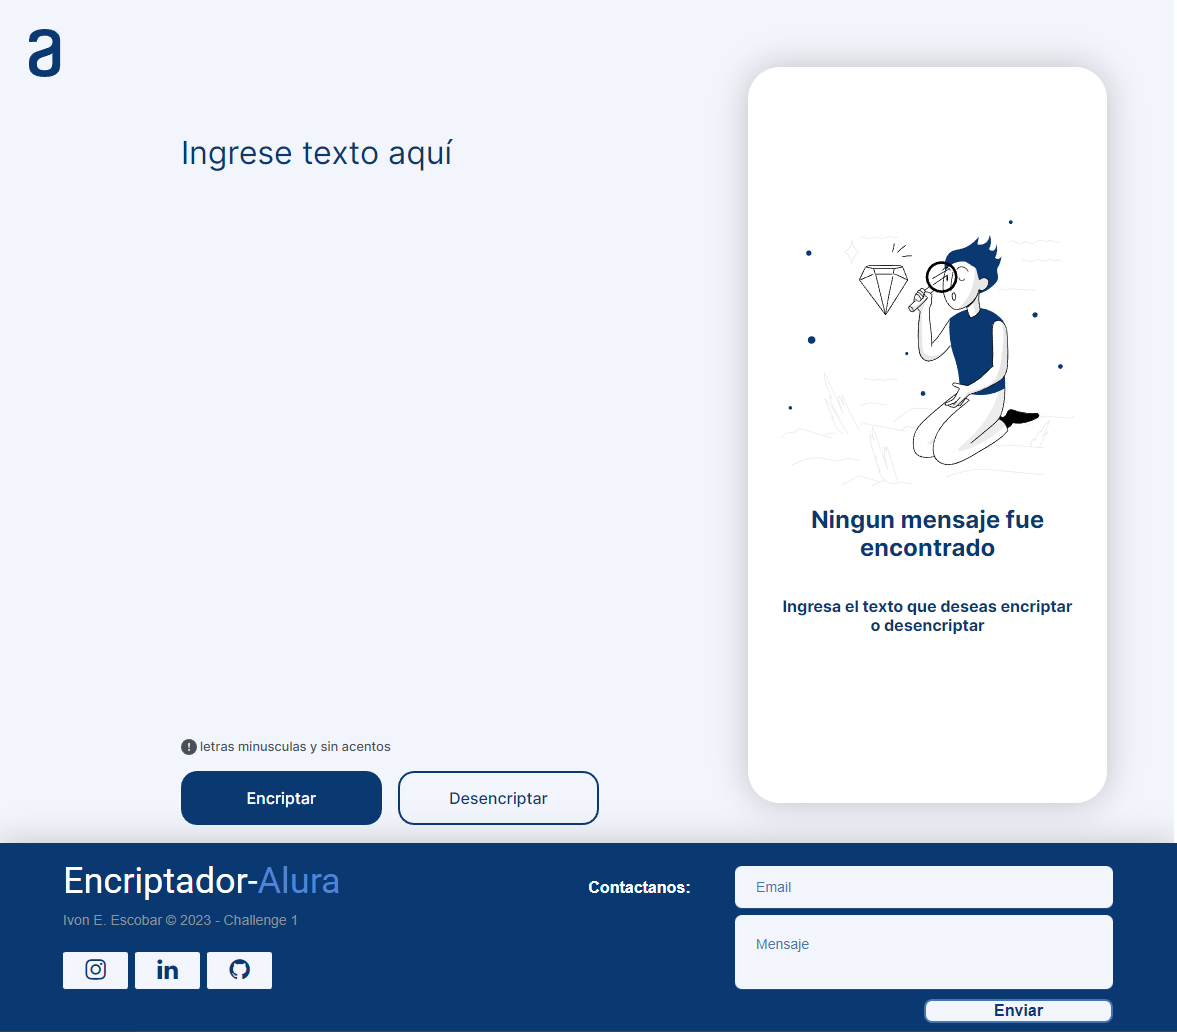 a
Ingrese texto aquí
Ningun mensaje fue
encontrado
Ingresa el texto que deseas encriptar
o desencriptar
letras minusculas y sin acentos
Encriptar
Desencriptar
Encriptador-Alura
Ivon E. Escobar © 2023 - Challenge 1
in
Contactanos:
Email
Mensaje
Enviar